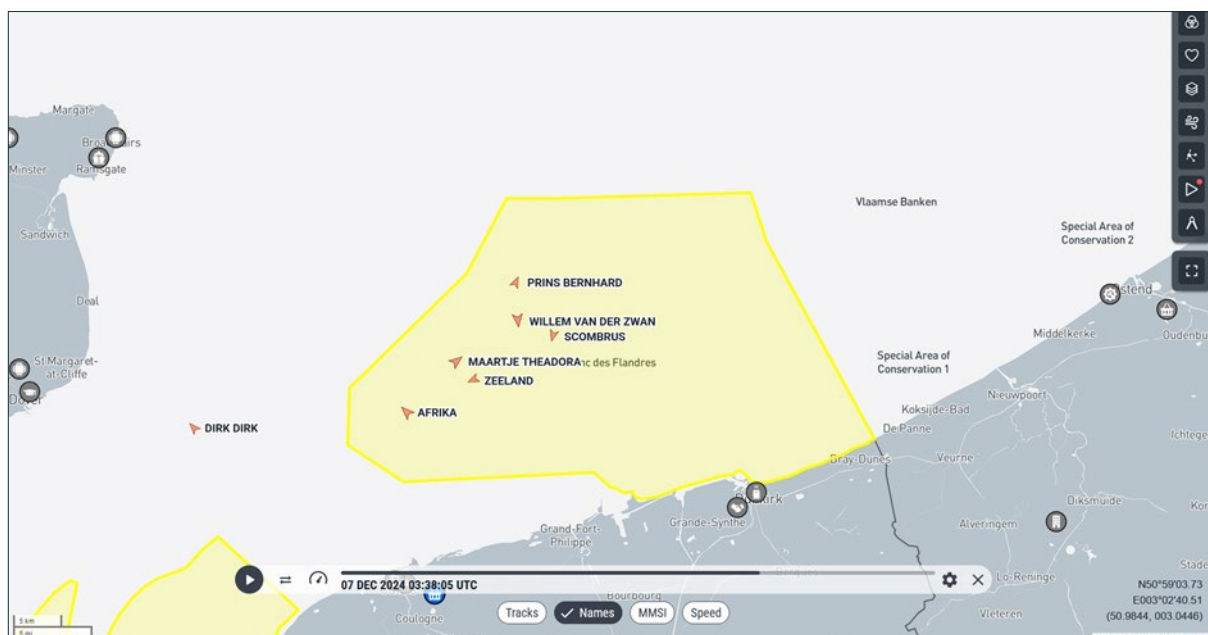 Margate
Minster
Ramsgate
Sandwich
Deal
St Margaret-
at-Cliffe
DIRK DIRK
PRINS BERNHARD
WILLEM VAN DER ZWAN
SCOMBRUS
MAARTJE THEADORA
nc des Flandres
ZEELAND
AFRIKA
Vlaamse Banken
Special Area of
Conservation 2
stend
Middelkerke
Oudenbu
Special Area of
Conservation 1
Nieuwpoort
Koksijde-Bad
De Panne
Ichtege
Bray-Dunes
Veurne
Diksmuide
Kor
Alveringem
Grande-Synthe
Grand-Fort-
Philippe
Stade
Lo-Reninge
Vleteren
07 DEC 2024 03:38:05 UTC
Bourbourg
Coulogne
Tracks
Names
MMSI
Speed
N50°59'03.73
E003°02'40.51
(50.9844, 003.0446)
5 km